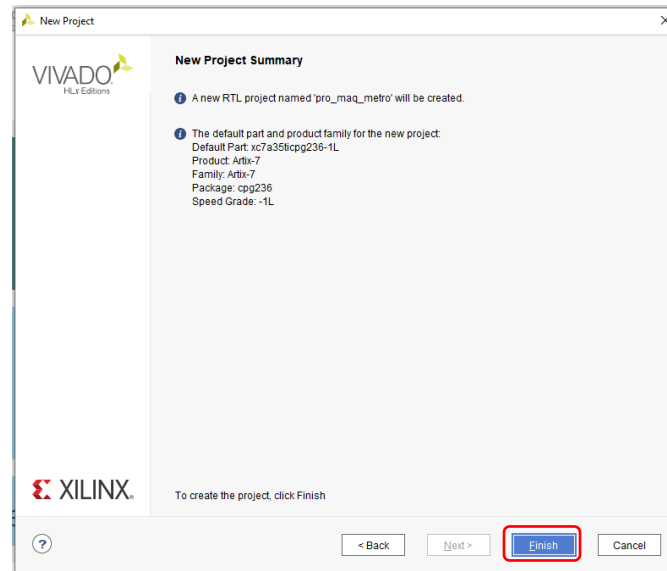 New Project
VIVADO
HLx Editions
New Project Summary
A new RTL project named 'pro_maq_metro' will be created.
The default part and product family for the new project:
Default Part: xc7a35ticpg236-1L
Product: Artix-7
Family: Artix-7
Package: cpg236
Speed Grade: -1L
XILINX.
To create the project, click Finish
?
< Back
Next >
Finish
Cancel